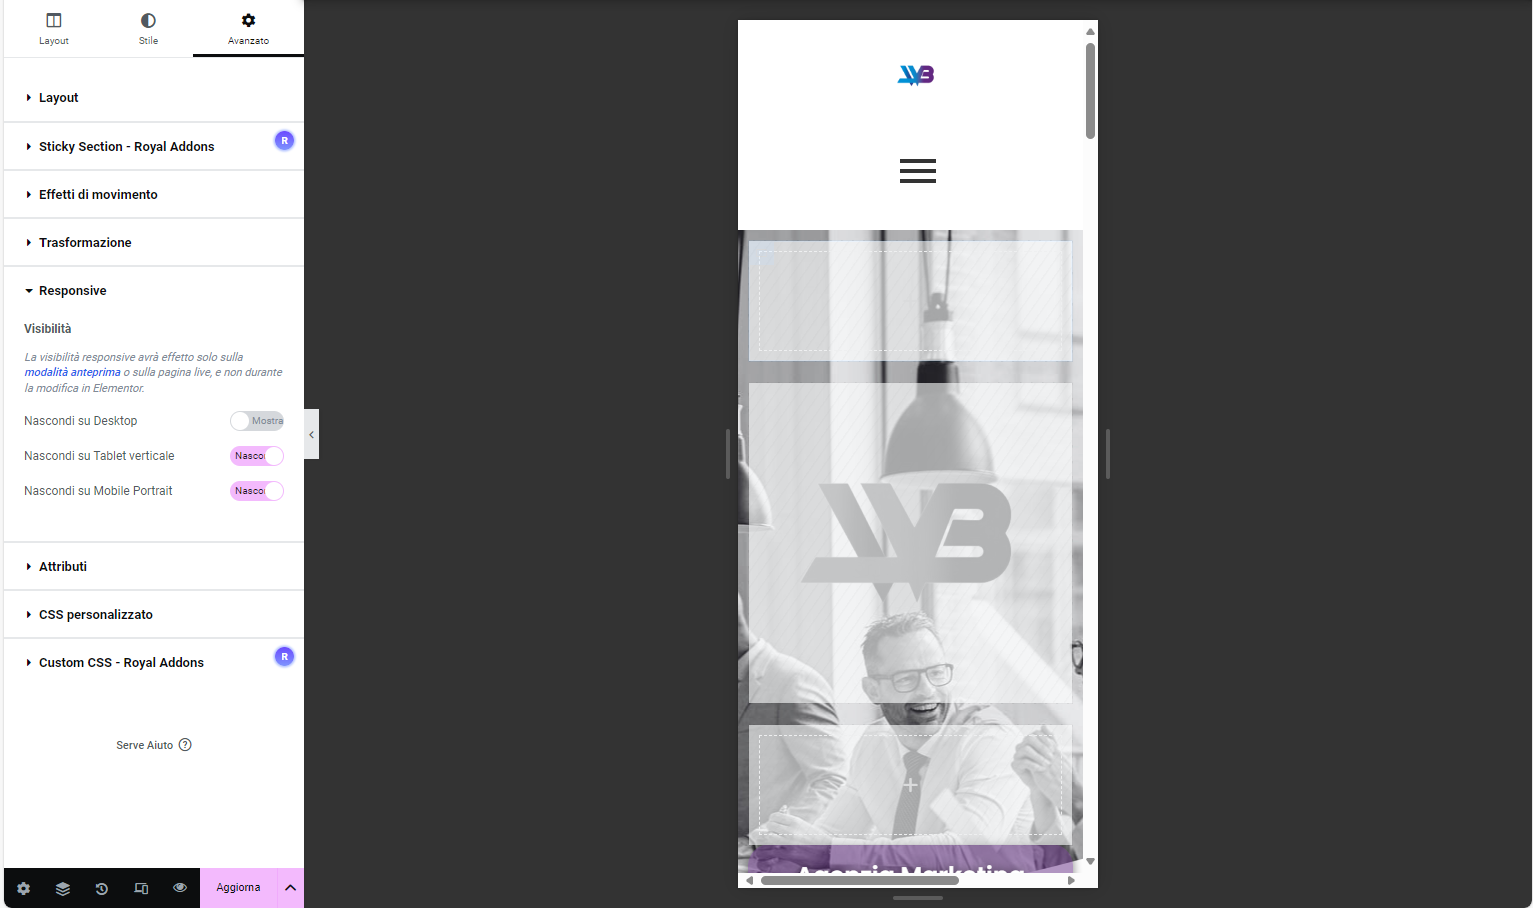 Layout
Stile
Avanzato
Layout
Sticky Section - Royal Addons
R
Effetti di movimento
Trasformazione
Responsive
Visibilità
La visibilità responsive avrà effetto solo sulla
modalità anteprima o sulla pagina live, e non durante
la modifica in Elementor.
Nascondi su Desktop
Mostra
Nascondi su Tablet verticale
Nascon
Nascondi su Mobile Portrait
Nascon
Attributi
CSS personalizzato
Custom CSS - Royal Addons
R
Serve Aiuto
Aggiorna
Agenzia Marketing